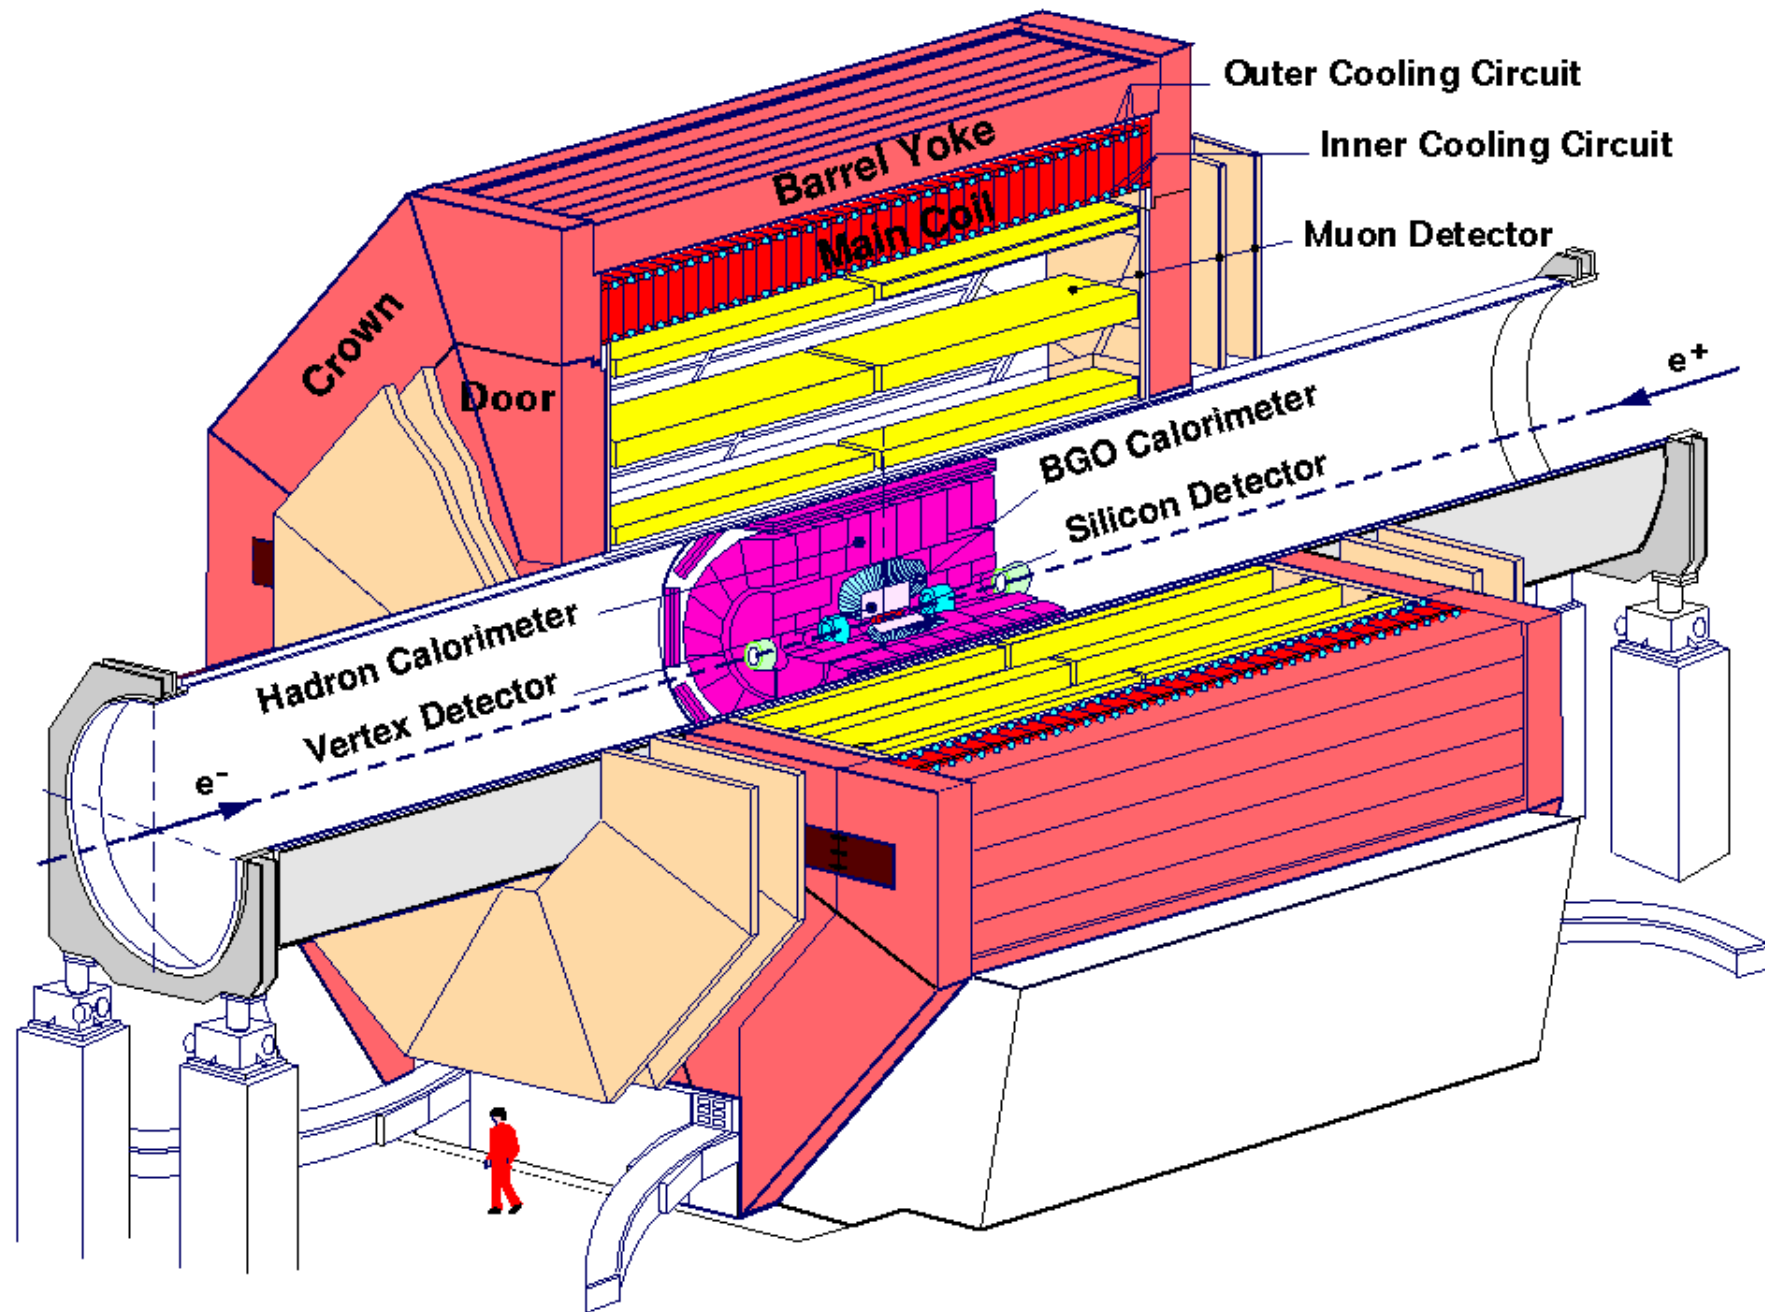 Outer Cooling Circuit
Inner Cooling Circuit
Muon Detector
Barrel Yoke
Main Coil
Crown
Door
e+
BGO Calorimeter
Silicon Detector
Hadron Calorimeter
Vertex Detector
e-